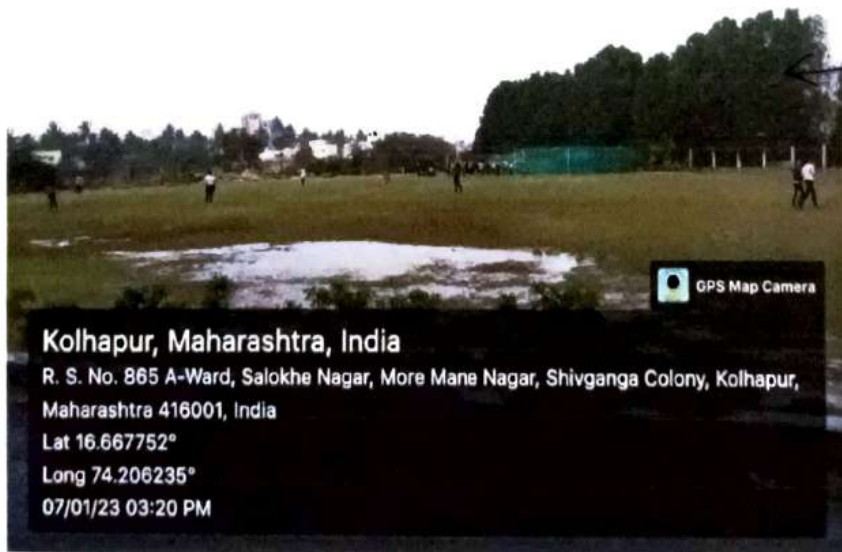 GPS Map Camera
Kolhapur, Maharashtra, India
R. S. No. 865 A-Ward, Salokhe Nagar, More Mane Nagar, Shivganga Colony, Kolhapur,
Maharashtra 416001, India
Lat 16.667752°
Long 74.206235°
07/01/23 03:20 PM